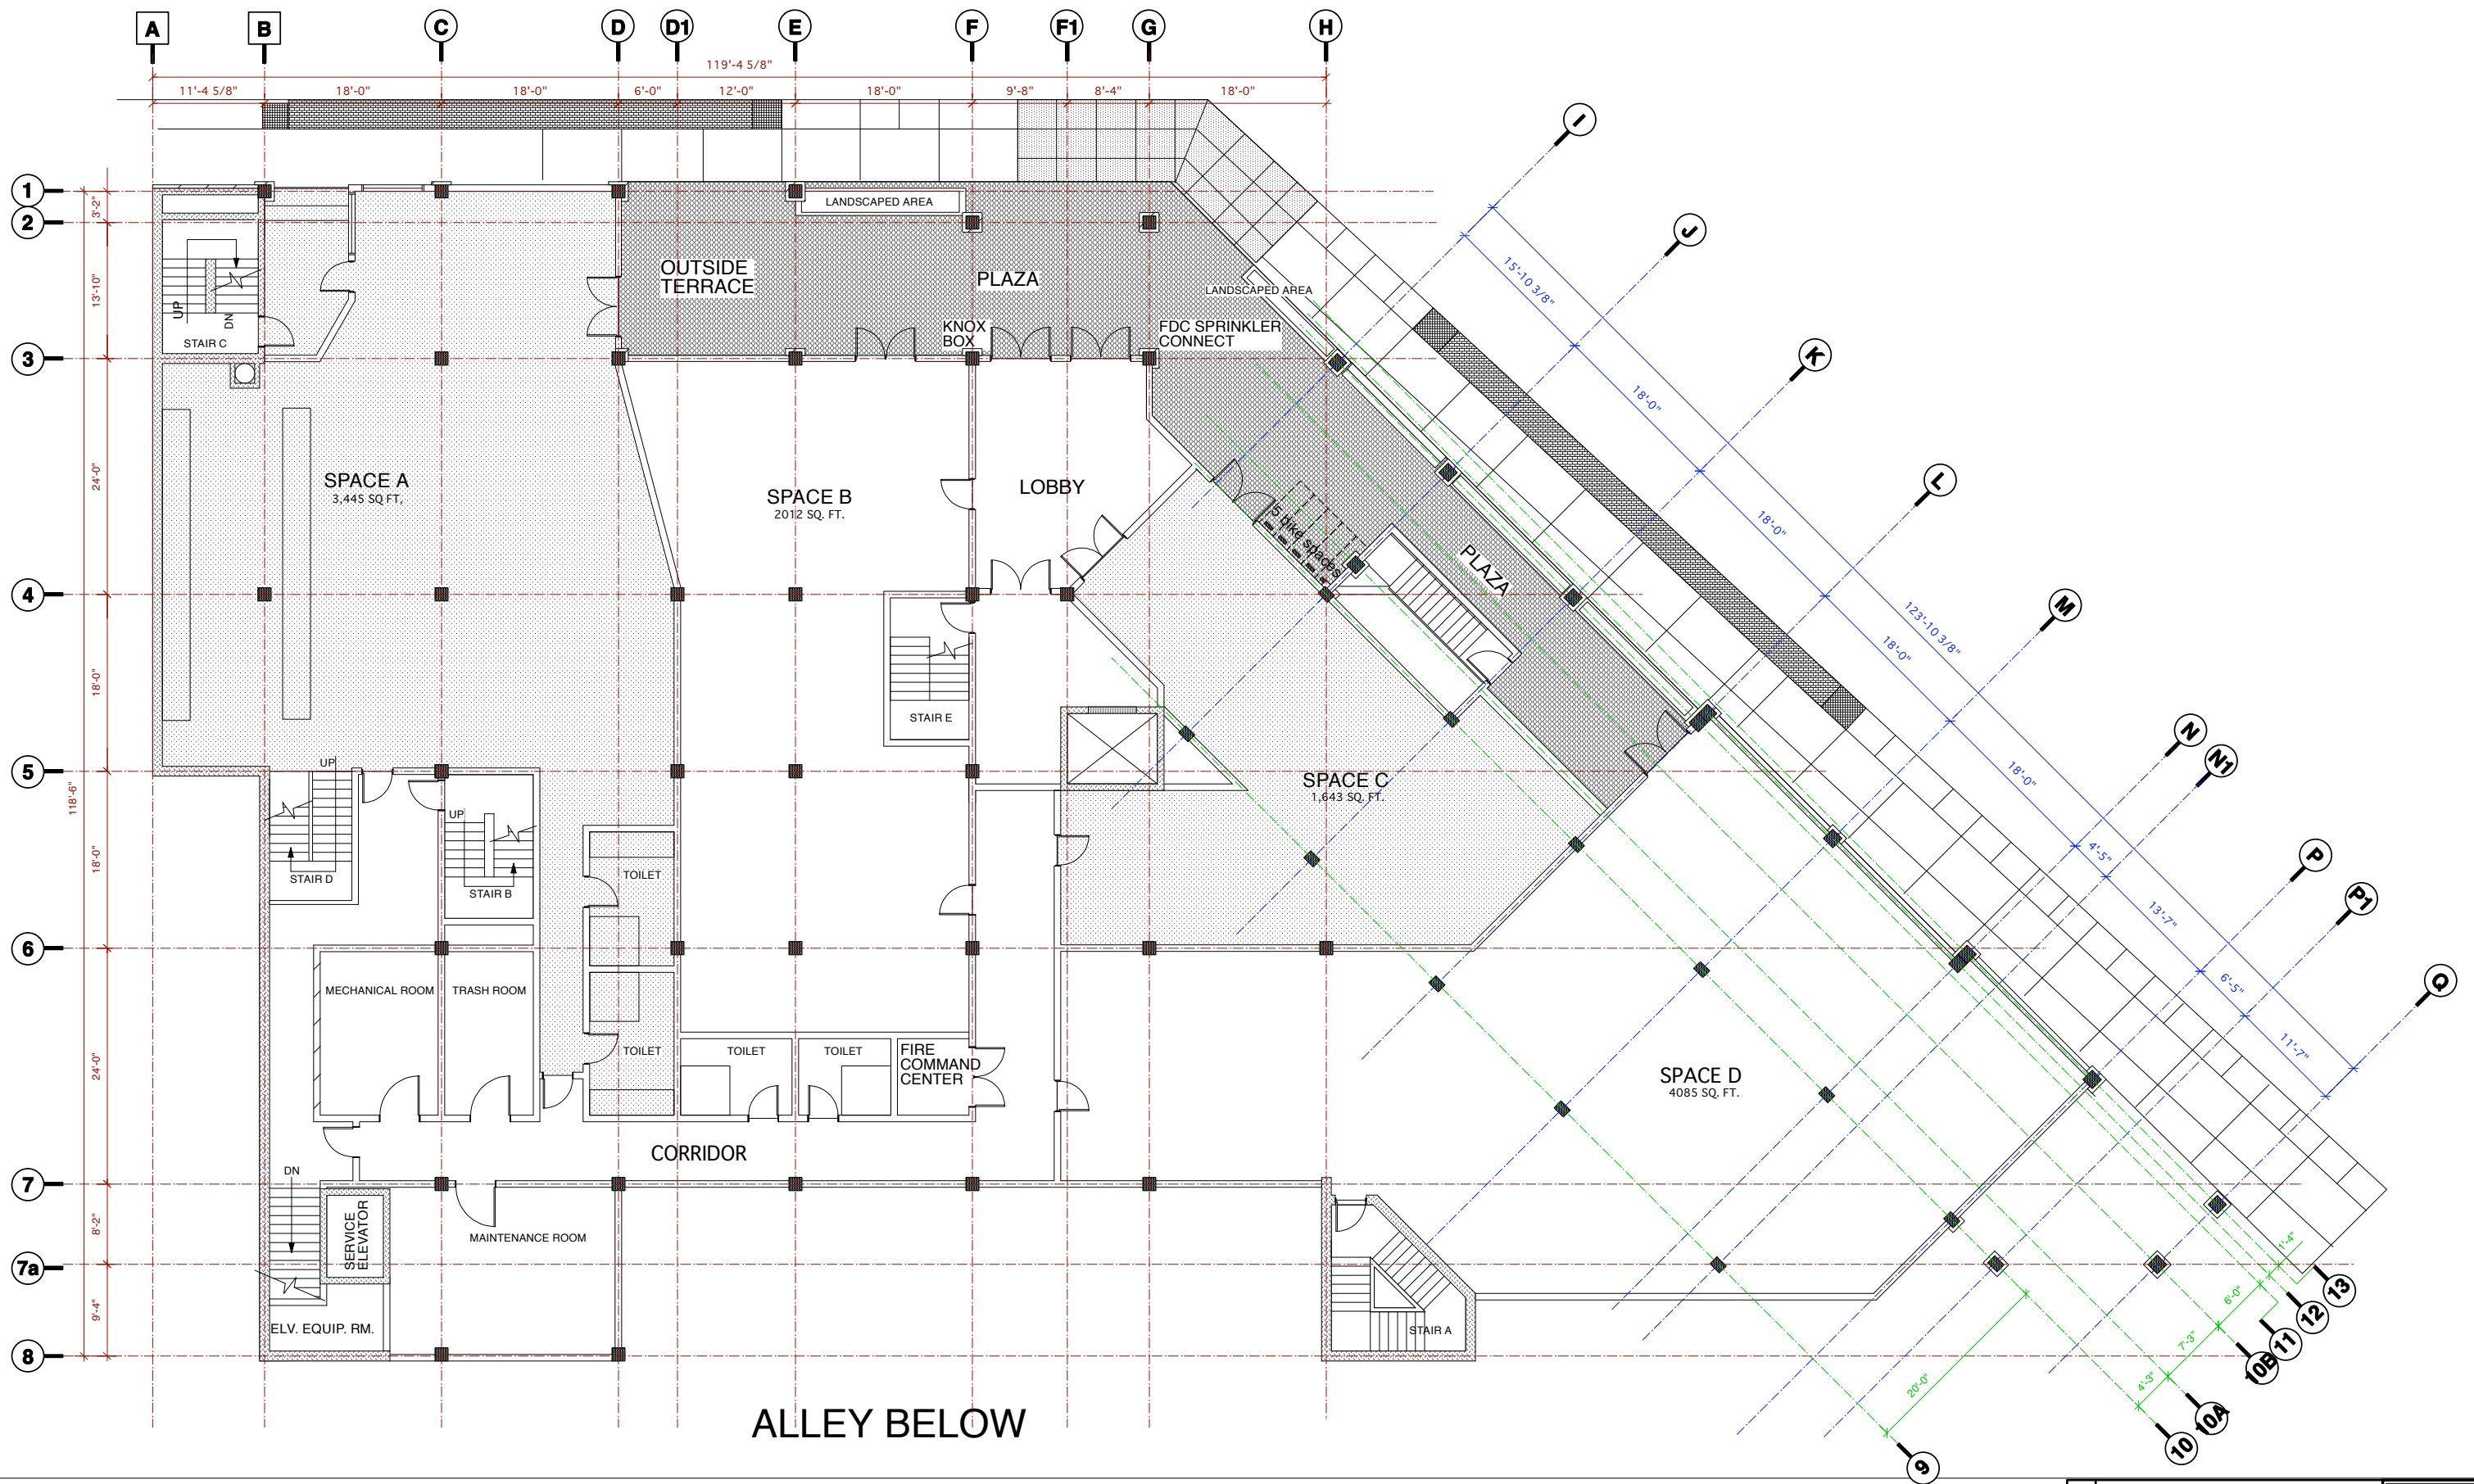 A
B
C
D
D1
E
F
F1
G
H
119'-4 5/8"
11'-4 5/8"
18'-0"
18'-0"
6'-0"
12'-0"
18'-0"
9'-8"
8'-4"
18'-0"
I
J
K
L
M
N
N1
P
P1
Q
15'-10 3/8"
18'-0"
18'-0"
18'-0"
18'-0"
4'-5"
13'-7"
6'-5"
11'-7"
123'-10 3/8"
1
2
3
4
5
6
7
7a
8
3'-2"
13'-10"
24'-0"
18'-0"
18'-0"
24'-0"
8'-2"
9'-4"
118'-6"
LANDSCAPED AREA
OUTSIDE
TERRACE
PLAZA
LANDSCAPED AREA
KNOX
BOX
FDC SPRINKLER
CONNECT
UP
DN
STAIR C
SPACE A
3,445 SQ FT,
SPACE B
2012 SQ. FT.
LOBBY
5 bike spaces
PLAZA
STAIR E
SPACE C
1,643 SQ. FT.
UP
STAIR D
UP
STAIR B
TOILET
MECHANICAL ROOM
TRASH ROOM
TOILET
TOILET
TOILET
FIRE
COMMAND
CENTER
SPACE D
4085 SQ. FT.
CORRIDOR
DN
SERVICE
ELEVATOR
MAINTENANCE ROOM
ELV. EQUIP. RM.
STAIR A
ALLEY BELOW
1'-4"
6'-0"
7'-3"
4'-3"
20'-0"
13
12
11
10B
10A
10
9